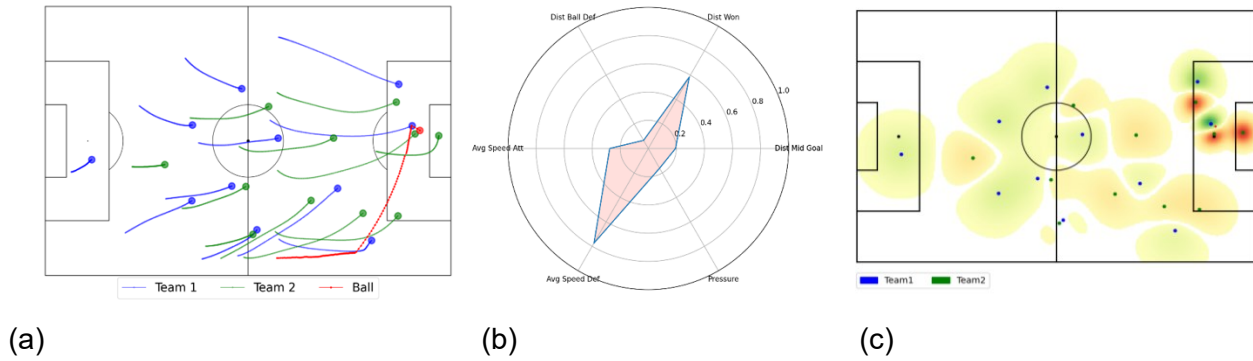 Team 1 Team 2 Ball
(a)
Dist Ball Def
Dist Won
1.0
0.8
0.6
0.4
0.2
Avg Speed Att
Dist Mid Goal
Avg Speed Def
Pressure
(b)
Team1 Team2
(c)